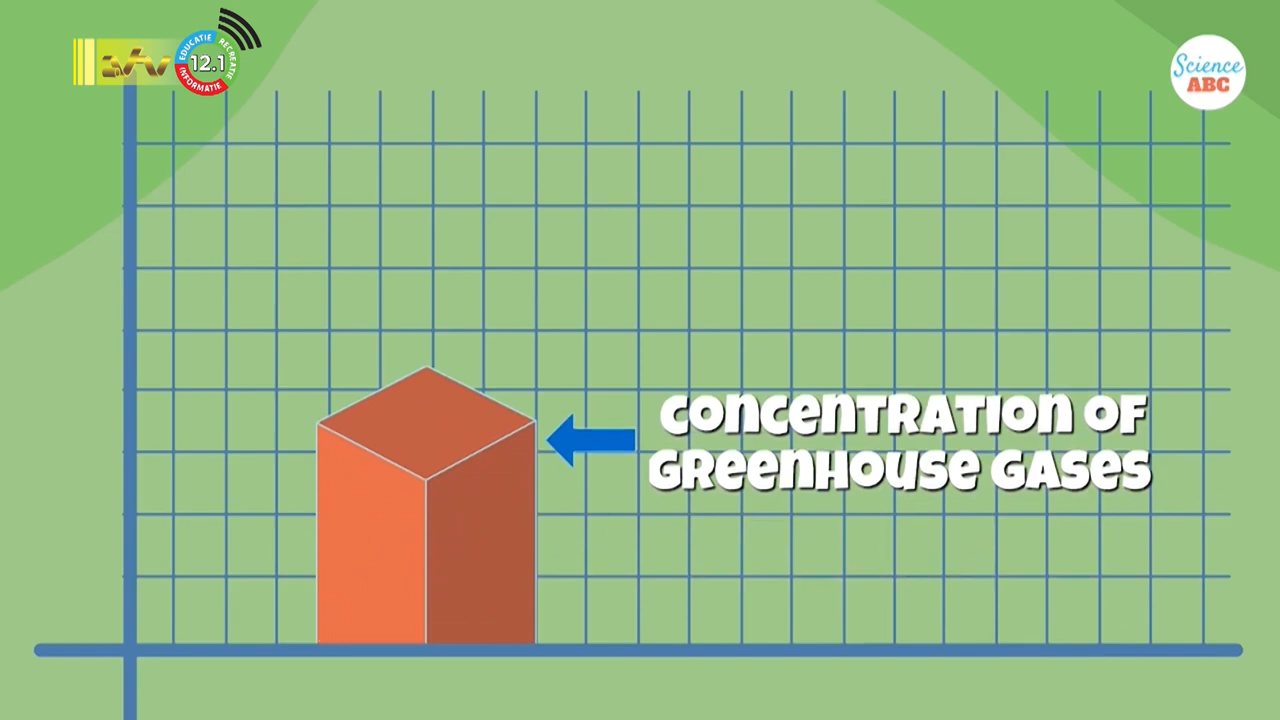 EDUCATIE
RECREATIE
INFORMATIE
12.1
Science
ABC
CONCENTRATION OF
GREENHOUSE GASES